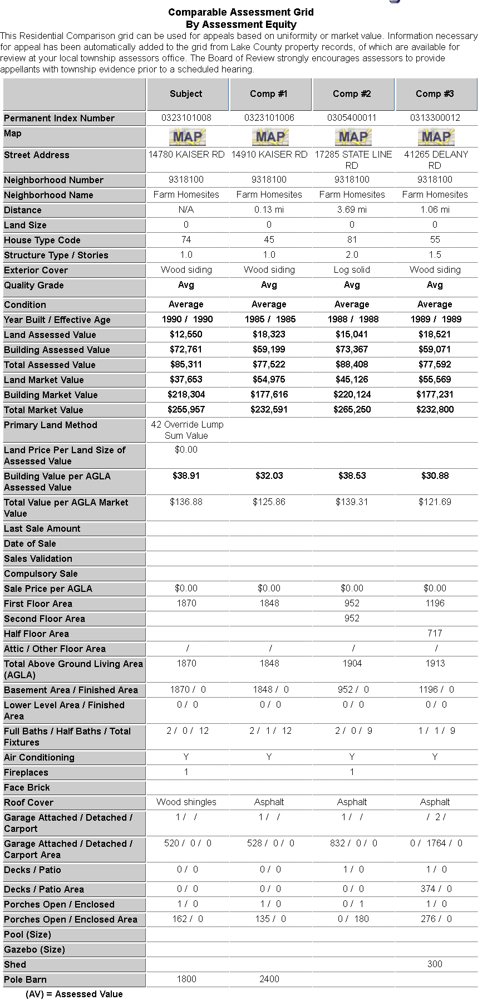 Comparable Assessment Grid
By Assessment Equity
This Residential Comparison grid can be used for appeals based on uniformity or market value. Information necessary
for appeal has been automatically added to the grid from Lake County property records, of which are available for
review at your local township assessors office. The Board of Review strongly encourages assessors to provide
appellants with township evidence prior to a scheduled hearing.
Subject Comp #1 Comp #2 Comp #3
Permanent Index Number 0323101008 0323101006 0305400011 0313300012
Map MAP MAP MAP MAP
Street Address 14780 KAISER RD 14910 KAISER RD 17285 STATE LINE 41265 DELANY
RD RD
Neighborhood Number 9318100 9318100 9318100 9318100
Neighborhood Name Farm Homesites Farm Homesites Farm Homesites Farm Homesites
Distance N/A 0.13 mi 3.69 mi 1.06 mi
Land Size 0 0 0 0
House Type Code 74 45 81 55
Structure Type / Stories 1.0 1.0 2.0 1.5
Exterior Cover Wood siding Wood siding Log solid Wood siding
Quality Grade Avg Avg Avg Avg
Condition Average Average Average Average
Year Built / Effective Age 1990 / 1990 1985 / 1985 1988 / 1988 1989 / 1989
Land Assessed Value $12,550 $18,323 $15,041 $18,521
Building Assessed Value $72,761 $59,199 $73,367 $59,071
Total Assessed Value $85,311 $77,522 $88,408 $77,592
Land Market Value $37,653 $54,975 $45,126 $55,569
Building Market Value $218,304 $177,616 $220,124 $177,231
Total Market Value $255,957 $232,591 $265,250 $232,800
Primary Land Method 42 Override Lump
Sum Value
Land Price Per Land Size of $0.00
Assessed Value
Building Value per AGLA $38.91 $32.03 $38.53 $30.88
Assessed Value
Total Value per AGLA Market $136.88 $125.86 $139.31 $121.69
Value
Last Sale Amount
Date of Sale
Sales Validation
Compulsory Sale
Sale Price per AGLA $0.00 $0.00 $0.00 $0.00
First Floor Area 1870 1848 952 1196
Second Floor Area 952
Half Floor Area 717
Attic / Other Floor Area / / / /
Total Above Ground Living Area 1870 1848 1904 1913
(AGLA)
Basement Area / Finished Area 1870 / 0 1848 / 0 952 / 0 1196 / 0
Lower Level Area / Finished 0 / 0 0 / 0 0 / 0 0 / 0
Area
Full Baths / Half Baths / Total 2 / 0 / 12 2 / 1 / 12 2 / 0 / 9 1 / 1 / 9
Fixtures
Air Conditioning Y Y Y Y
Fireplaces 1 1
Face Brick
Roof Cover Wood shingles Asphalt Asphalt Asphalt
Garage Attached / Detached / 1 / / 1 / / 1 / / / 2 /
Carport
Garage Attached / Detached / 520 / 0 / 0 528 / 0 / 0 832 / 0 / 0 0 / 1764 / 0
Carport Area
Decks / Patio 0 / 0 0 / 0 1 / 0 1 / 0
Decks / Patio Area 0 / 0 0 / 0 0 / 0 374 / 0
Porches Open / Enclosed 1 / 0 1 / 0 0 / 1 1 / 0
Porches Open / Enclosed Area 162 / 0 135 / 0 0 / 180 276 / 0
Pool (Size)
Gazebo (Size)
Shed 300
Pole Barn 1800 2400
(AV) = Assessed Value